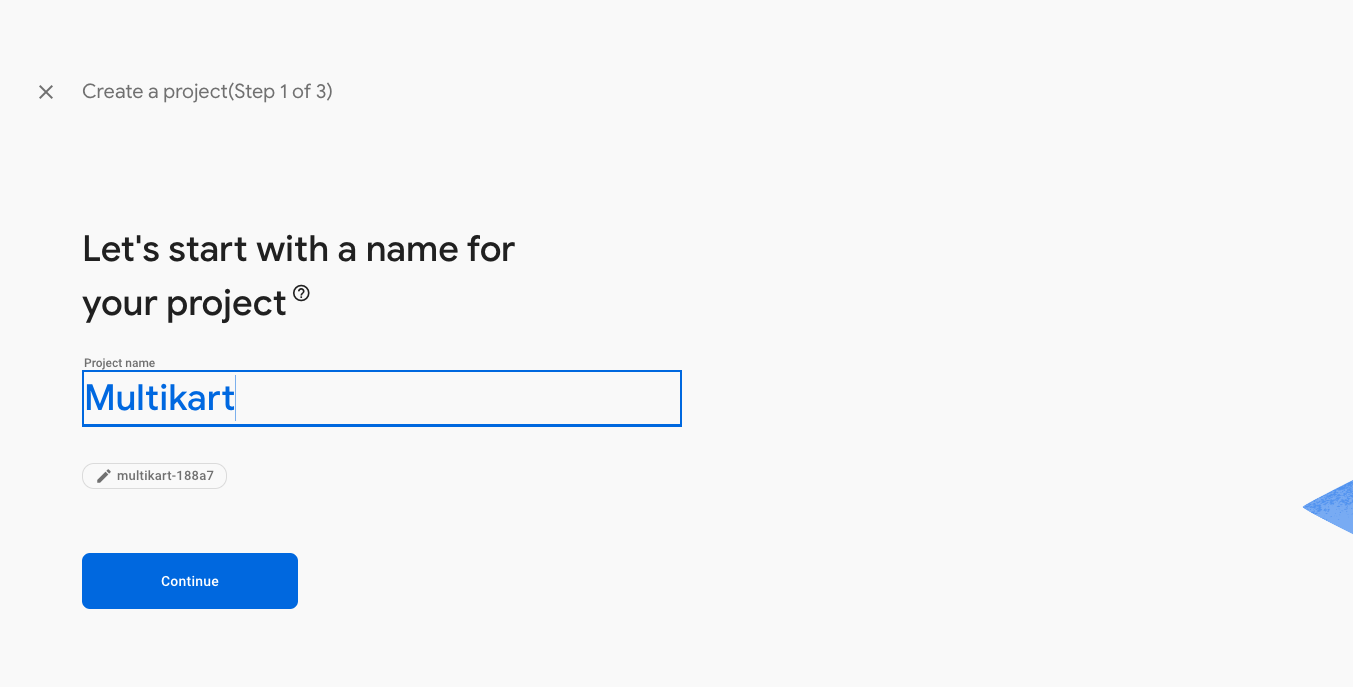 Create a project(Step 1 of 3)
Let's start with a name for
your project
Project name
Multikart
multikart-188a7
Continue